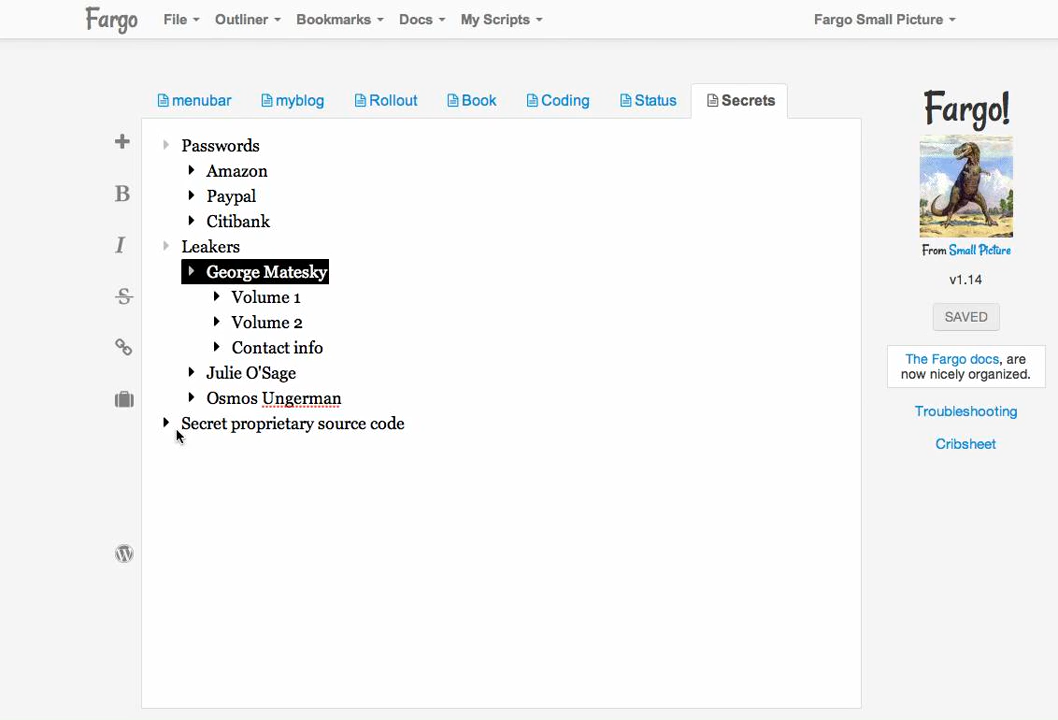 Fargo File Outliner Bookmarks Docs My Scripts Fargo Small Picture
menubar myblog Rollout Book Coding Status Secrets
Passwords
Amazon
Paypal
Citibank
Leakers
George Matesky
Volume 1
Volume 2
Contact info
Julie O'Sage
Osmos Ungerman
Secret proprietary source code
B
I
S
Fargo!
From Small Picture
v1.14
SAVED
The Fargo docs, are
now nicely organized.
Troubleshooting
Cribsheet